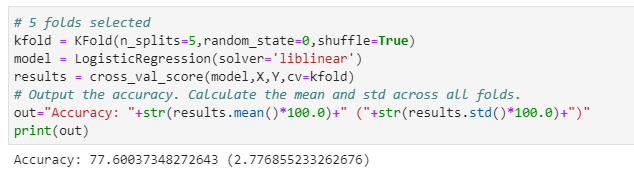 # 5 folds selected
kfold = KFold(n_splits=5,random_state=0,shuffle=True)
model = LogisticRegression(solver='liblinear')
results = cross_val_score(model,X,Y,cv=kfold)
# Output the accuracy. Calculate the mean and std across all folds.
out="Accuracy: "+str(results.mean()*100.0)+" ("+str(results.std()*100.0)+")"
print(out)
Accuracy: 77.60037348272643 (2.776855233262676)